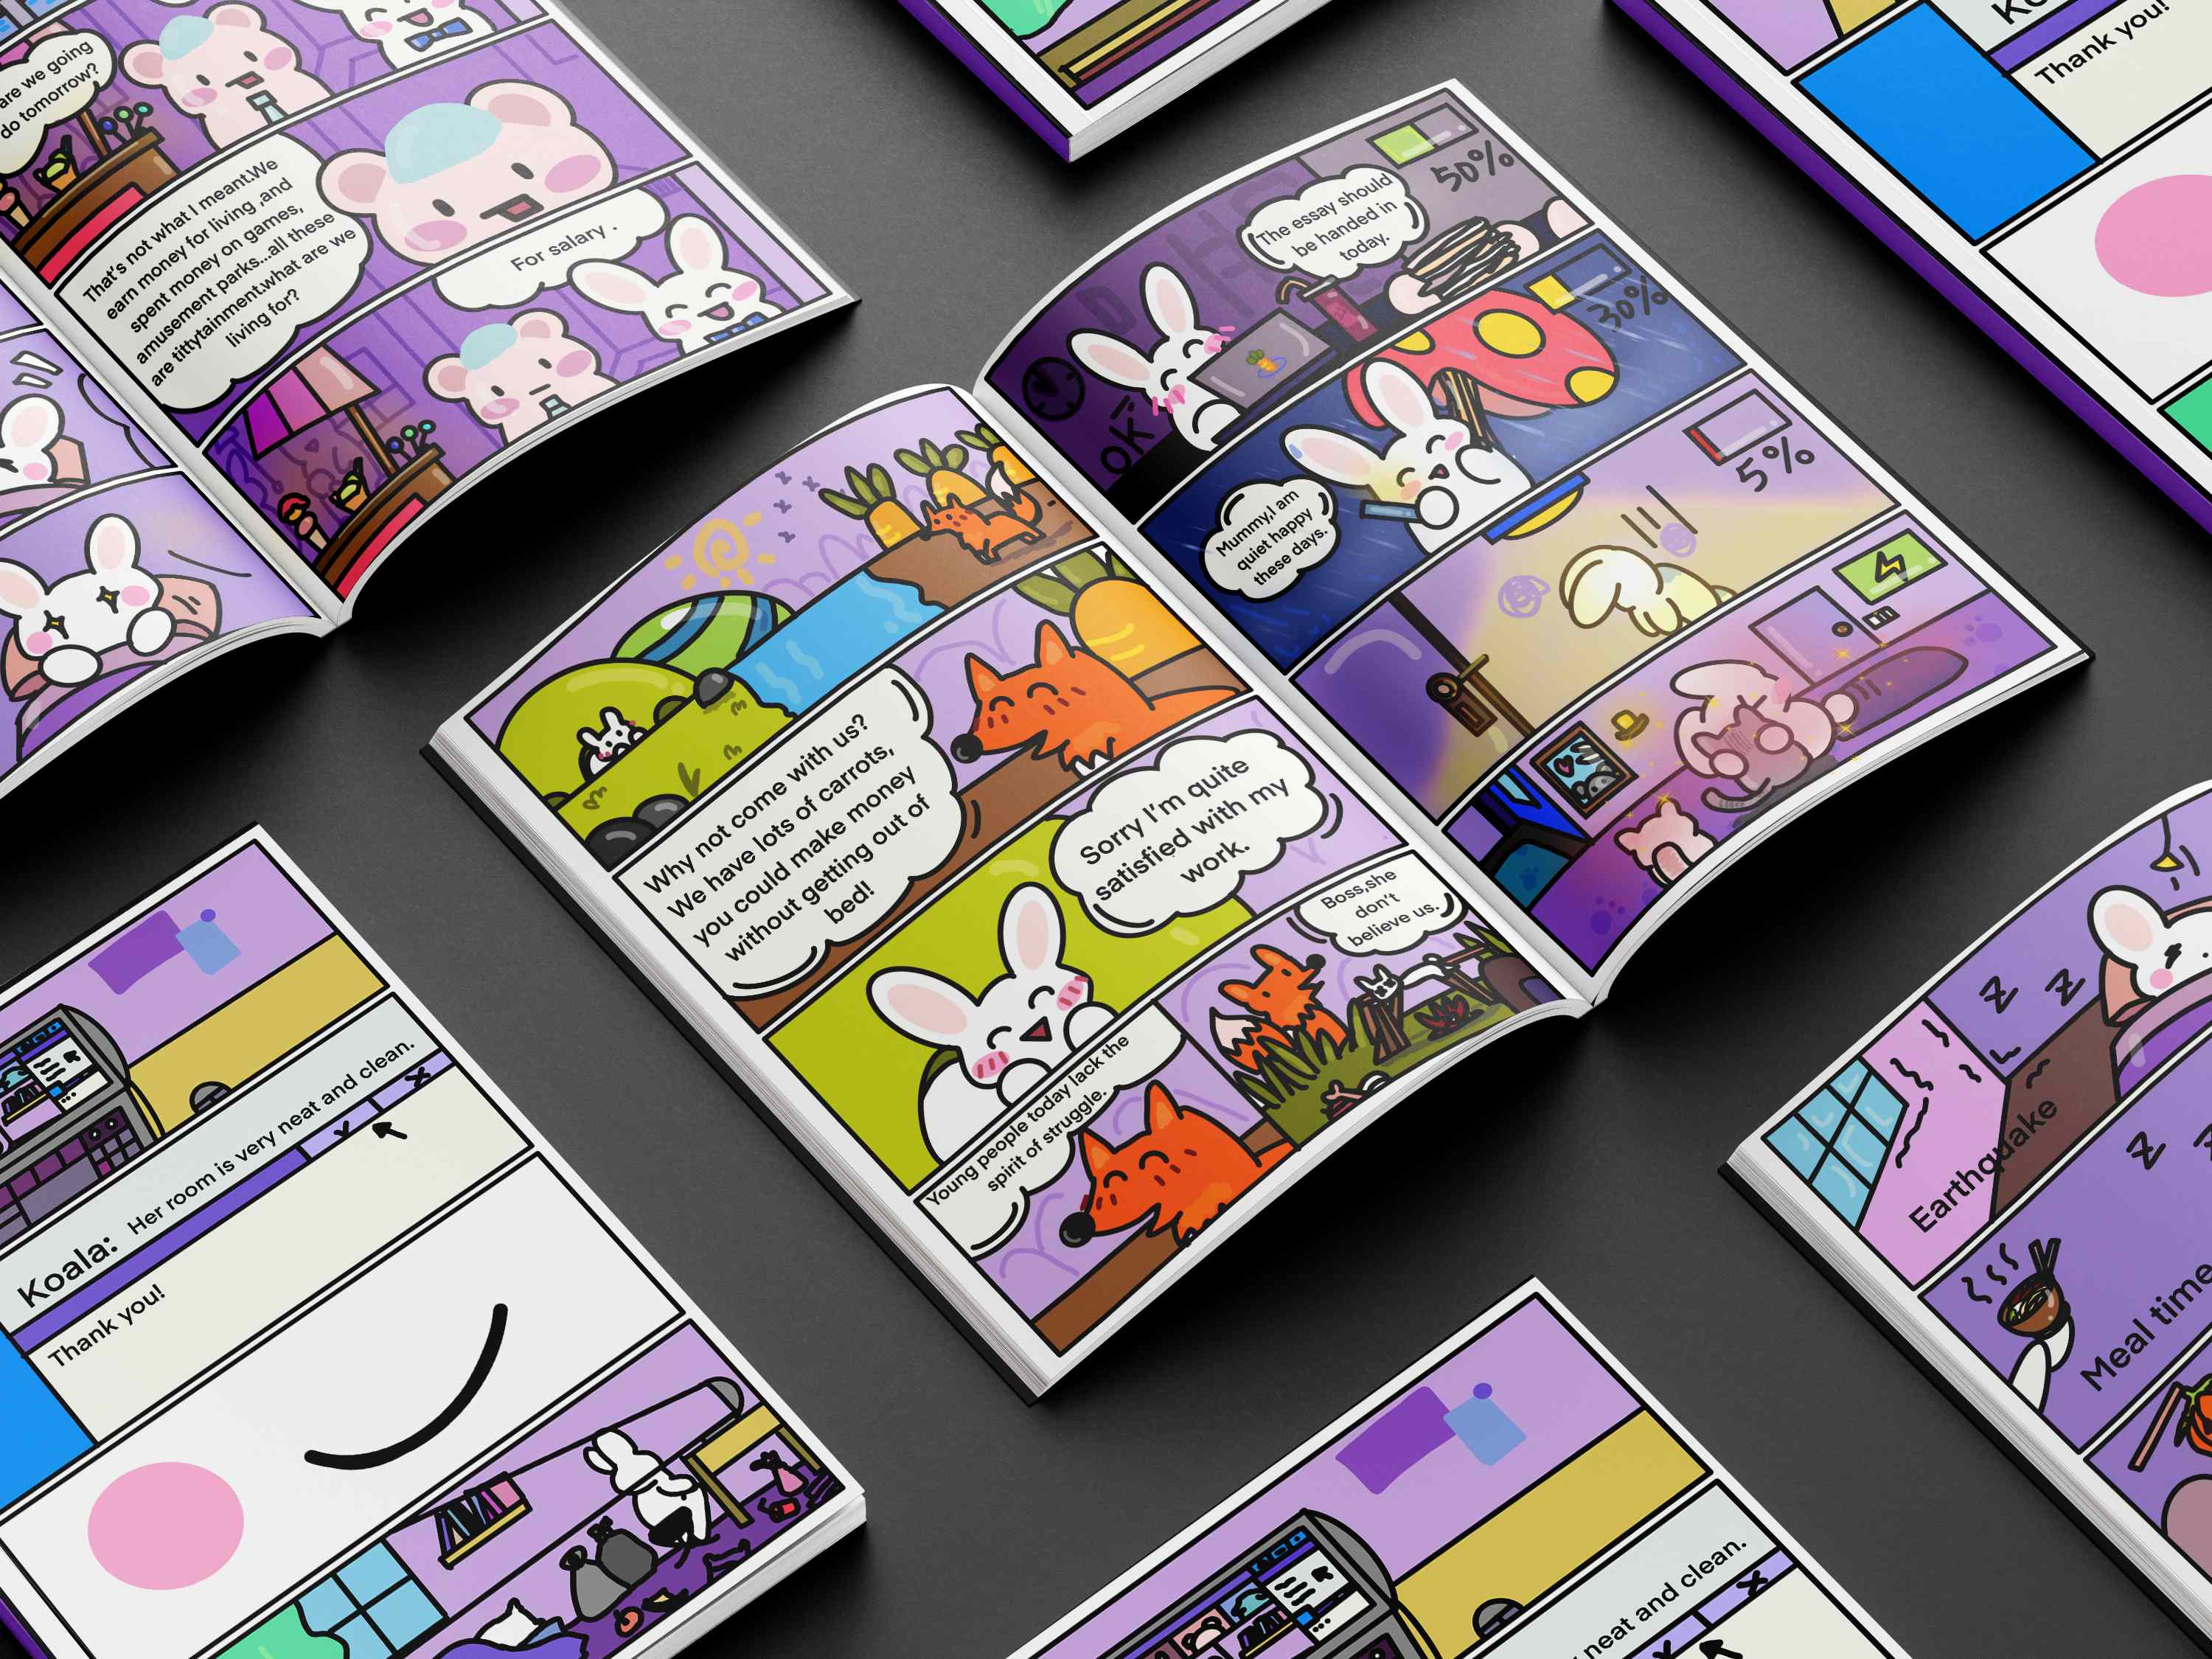 are we going
do tomorrow?
That's not what I meant.We
earn money for living ,and
spent money on games,
amusement parks...all these
are tittytainment.what are we
living for?
For salary .
Thank you!
50%
The essay should
be handed in
today.
ok
30%
Mummy,I am
quiet happy
these days.
5%
Why not come with us?
We have lots of carrots,
you could make money
without getting out of
bed!
Sorry I'm quite
satisfied with my
work.
Young people today lack the
spirit of struggle.
Boss,she
don't
believe us.
Koala: Her room is very neat and clean.
Thank you!
z z
Earthquake
z
Meal time
neat and clean.